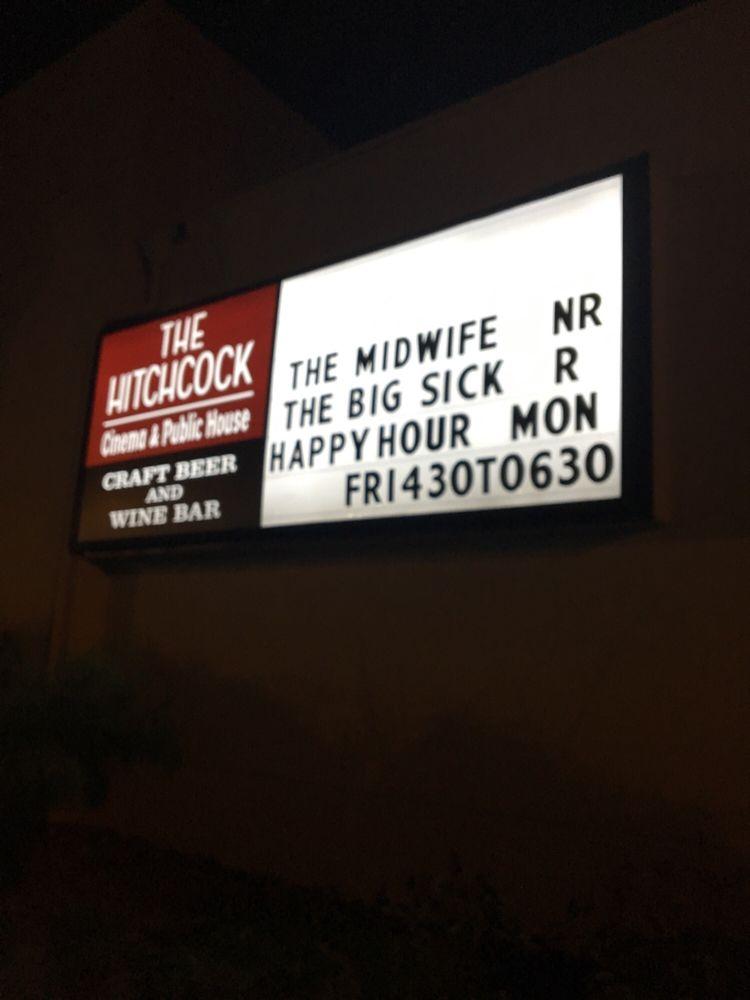 THE
HITCHCOCK
Cinema & Public House
CRAFT BEER
AND
WINE BAR
THE MIDWIFE NR
THE BIG SICK R
HAPPY HOUR MON
FRI430TO630